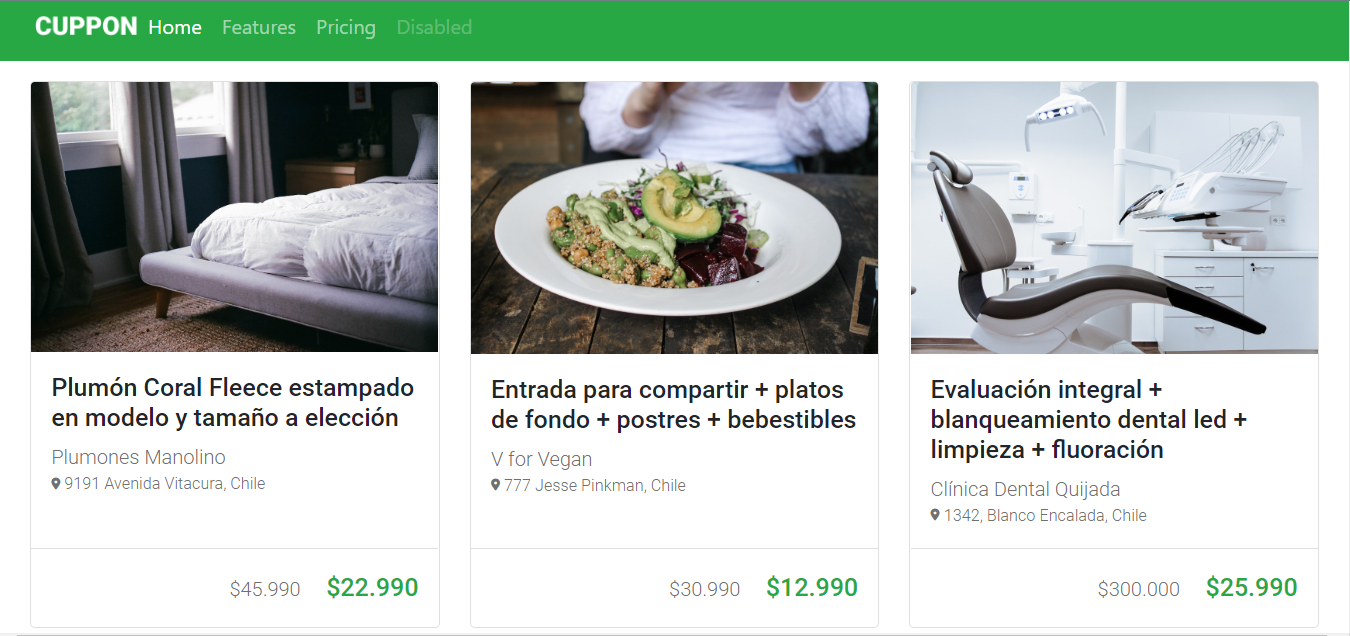 CUPPON Home Features Pricing Disabled
Plumón Coral Fleece estampado
en modelo y tamaño a elección
Plumones Manolino
9191 Avenida Vitacura, Chile
$45.990 $22.990
Entrada para compartir + platos
de fondo + postres + bebestibles
V for Vegan
777 Jesse Pinkman, Chile
$30.990 $12.990
Evaluación integral +
blanqueamiento dental led +
limpieza + fluoración
Clínica Dental Quijada
1342, Blanco Encalada, Chile
$300.000 $25.990